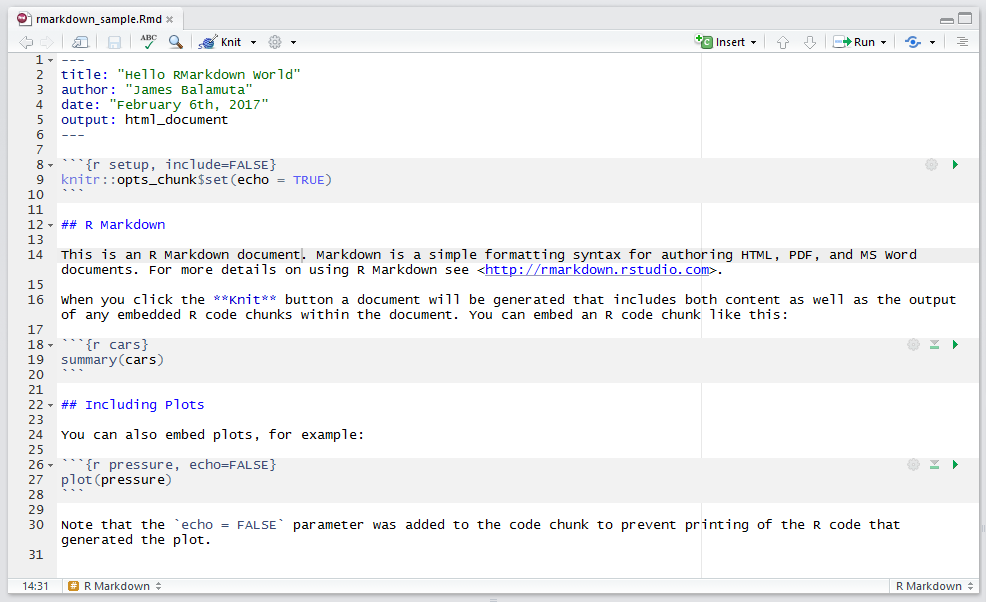 rmarkdown_sample.Rmd
ABC Knit Insert Run
1 ---
2 title: "Hello RMarkdown World"
3 author: "James Balamuta"
4 date: "February 6th, 2017"
5 output: html_document
6 ---
7
8 ```{r setup, include=FALSE}
9 knitr::opts_chunk$set(echo = TRUE)
10 ```
11
12 ## R Markdown
13
14 This is an R Markdown document. Markdown is a simple formatting syntax for authoring HTML, PDF, and MS Word
documents. For more details on using R Markdown see <http://rmarkdown.rstudio.com>.
15
16 When you click the **Knit** button a document will be generated that includes both content as well as the output
of any embedded R code chunks within the document. You can embed an R code chunk like this:
17
18 ```{r cars}
19 summary(cars)
20 ```
21
22 ## Including Plots
23
24 You can also embed plots, for example:
25
26 ```{r pressure, echo=FALSE}
27 plot(pressure)
28 ```
29
30 Note that the `echo = FALSE` parameter was added to the code chunk to prevent printing of the R code that
generated the plot.
31
14:31 # R Markdown R Markdown